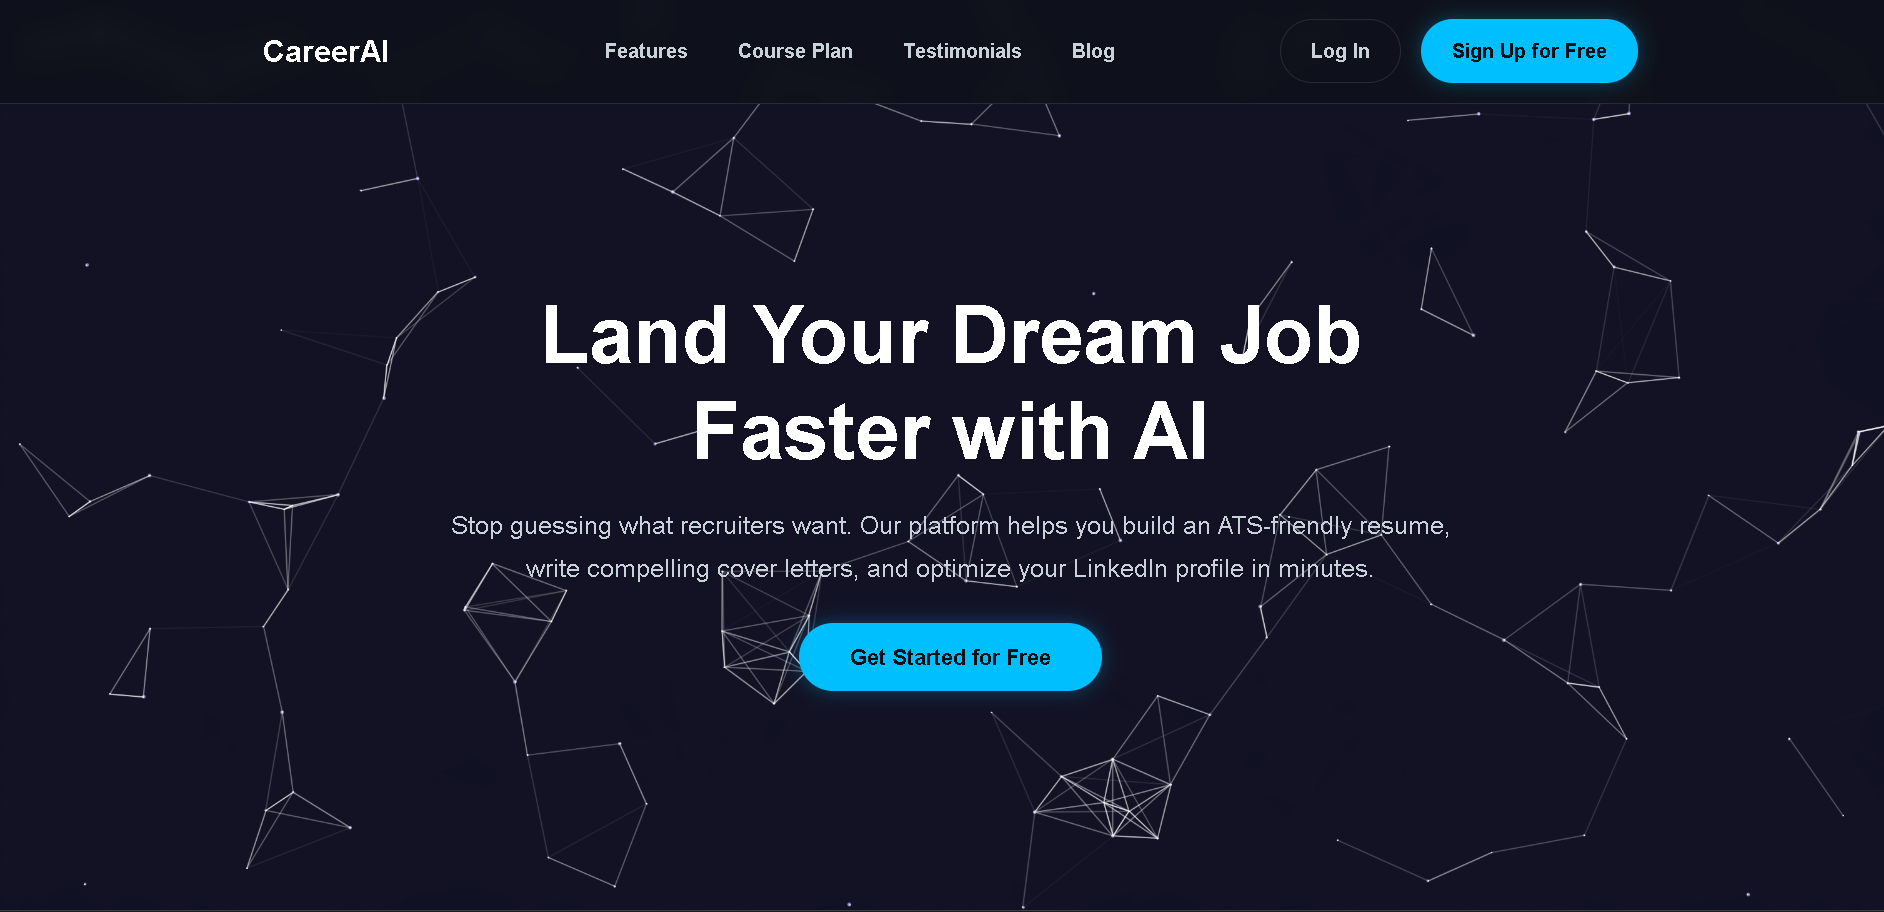 CareerAI
Features
Course Plan
Testimonials
Blog
Log In
Sign Up for Free
Land Your Dream Job
Faster with AI
Stop guessing what recruiters want. Our platform helps you build an ATS-friendly resume,
write compelling cover letters, and optimize your LinkedIn profile in minutes.
Get Started for Free